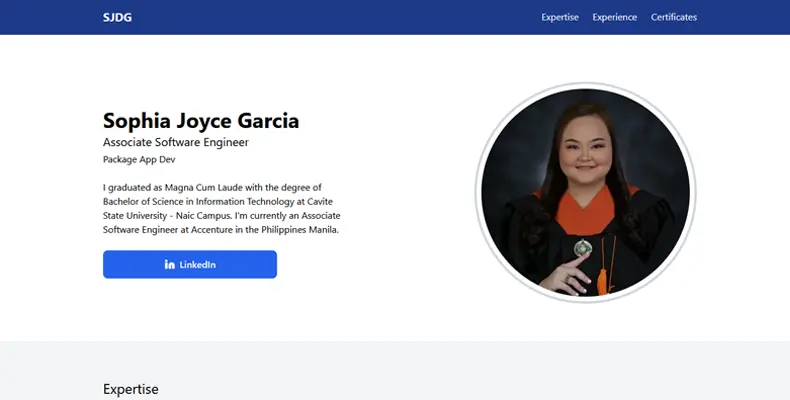 SJDG
Expertise Experience Certificates
Sophia Joyce Garcia
Associate Software Engineer
Package App Dev
I graduated as Magna Cum Laude with the degree of
Bachelor of Science in Information Technology at Cavite
State University - Naic Campus. I'm currently an Associate
Software Engineer at Accenture in the Philippines Manila.
in LinkedIn
Expertise